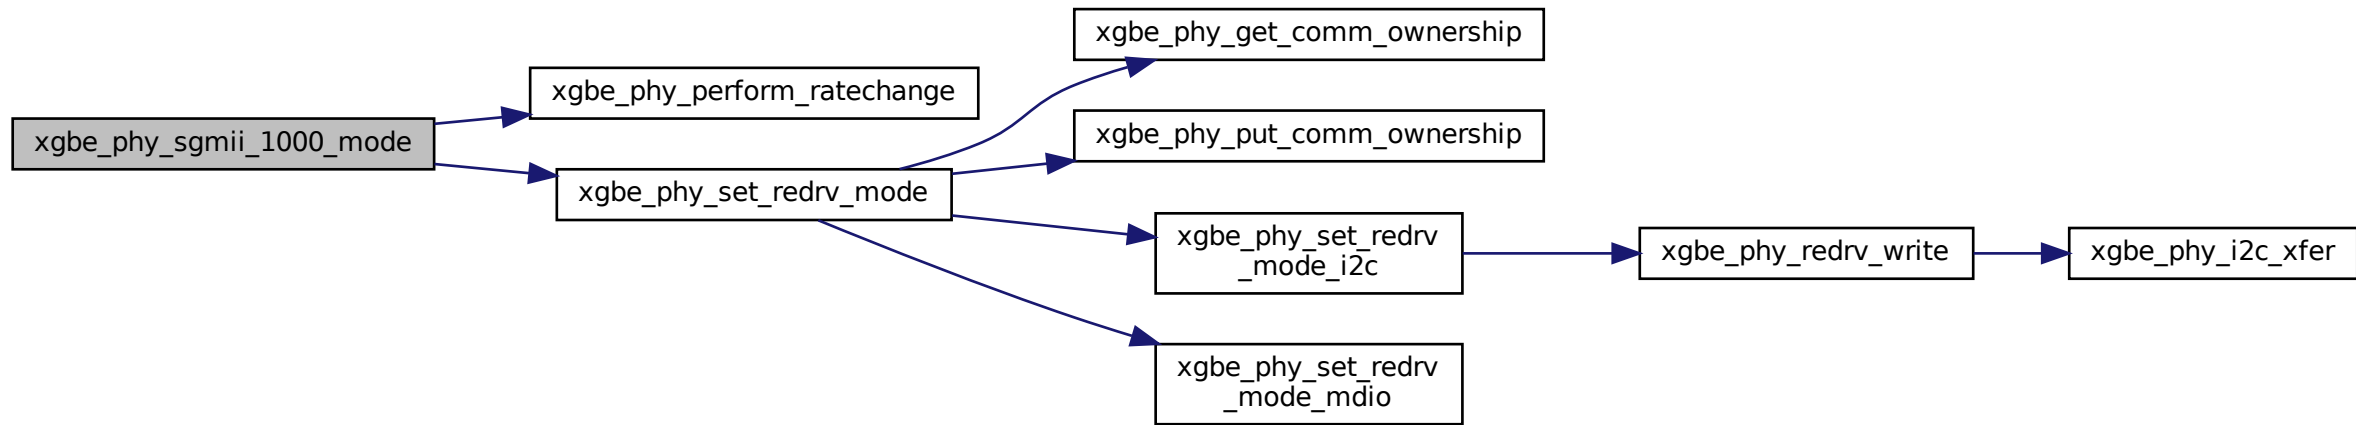 xgbe_phy_sgmii_1000_mode
xgbe_phy_perform_ratechange
xgbe_phy_set_redrv_mode
xgbe_phy_get_comm_ownership
xgbe_phy_put_comm_ownership
xgbe_phy_set_redrv
_mode_i2c
xgbe_phy_redrv_write
xgbe_phy_i2c_xfer
xgbe_phy_set_redrv
_mode_mdio